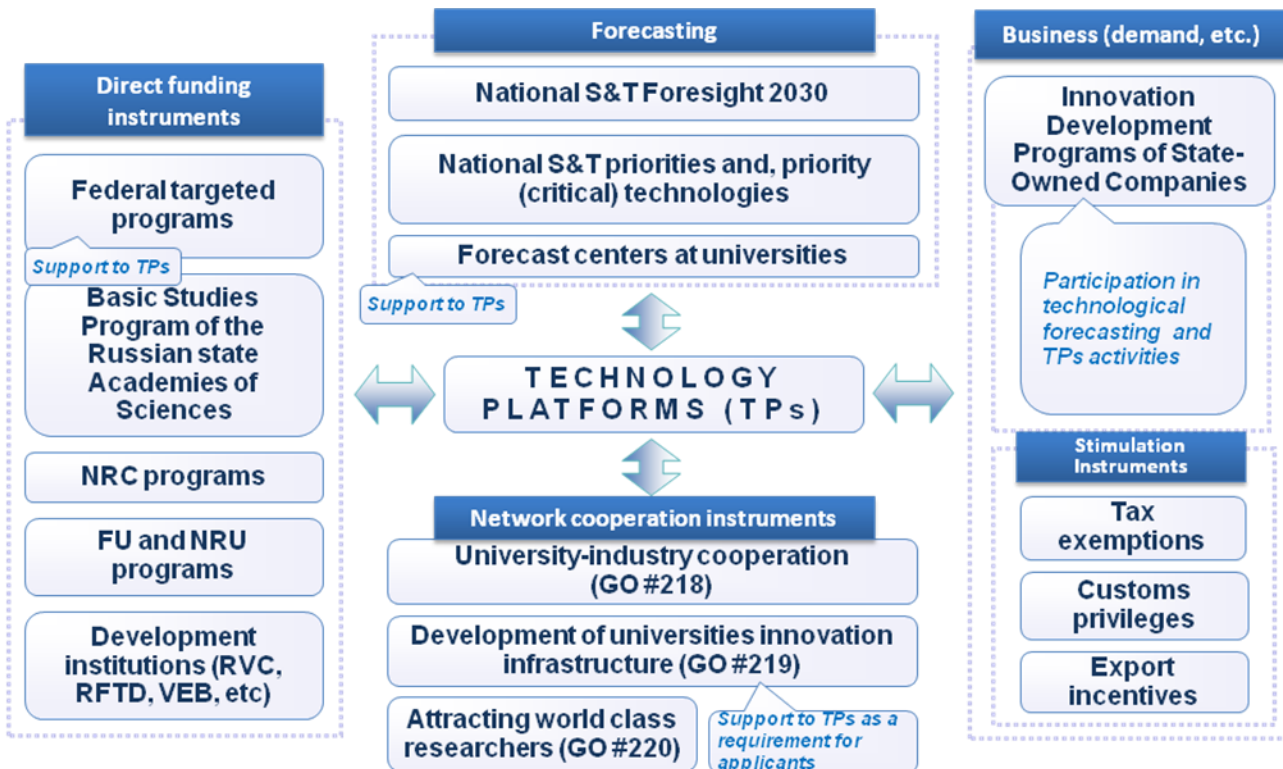 Direct funding
instruments
Federal targeted
programs
Support to TPs
Basic Studies
Program of the
Russian state
Academies of
Sciences
NRC programs
FU and NRU
programs
Development
institutions (RVC,
RFTD, VEB, etc)
Forecasting
National S&T Foresight 2030
National S&T priorities and, priority
(critical) technologies
Forecast centers at universities
Support to TPs
TECHNOLOGY
PLATFORMS (TPs)
Network cooperation instruments
University-industry cooperation
(GO #218)
Development of universities innovation
infrastructure (GO #219)
Attracting world class
researchers (GO #220)
Support to TPs as a
requirement for
applicants
Business (demand, etc.)
Innovation
Development
Programs of State-
Owned Companies
Participation in
technological
forecasting and
TPs activities
Stimulation
Instruments
Tax
exemptions
Customs
privileges
Export
incentives